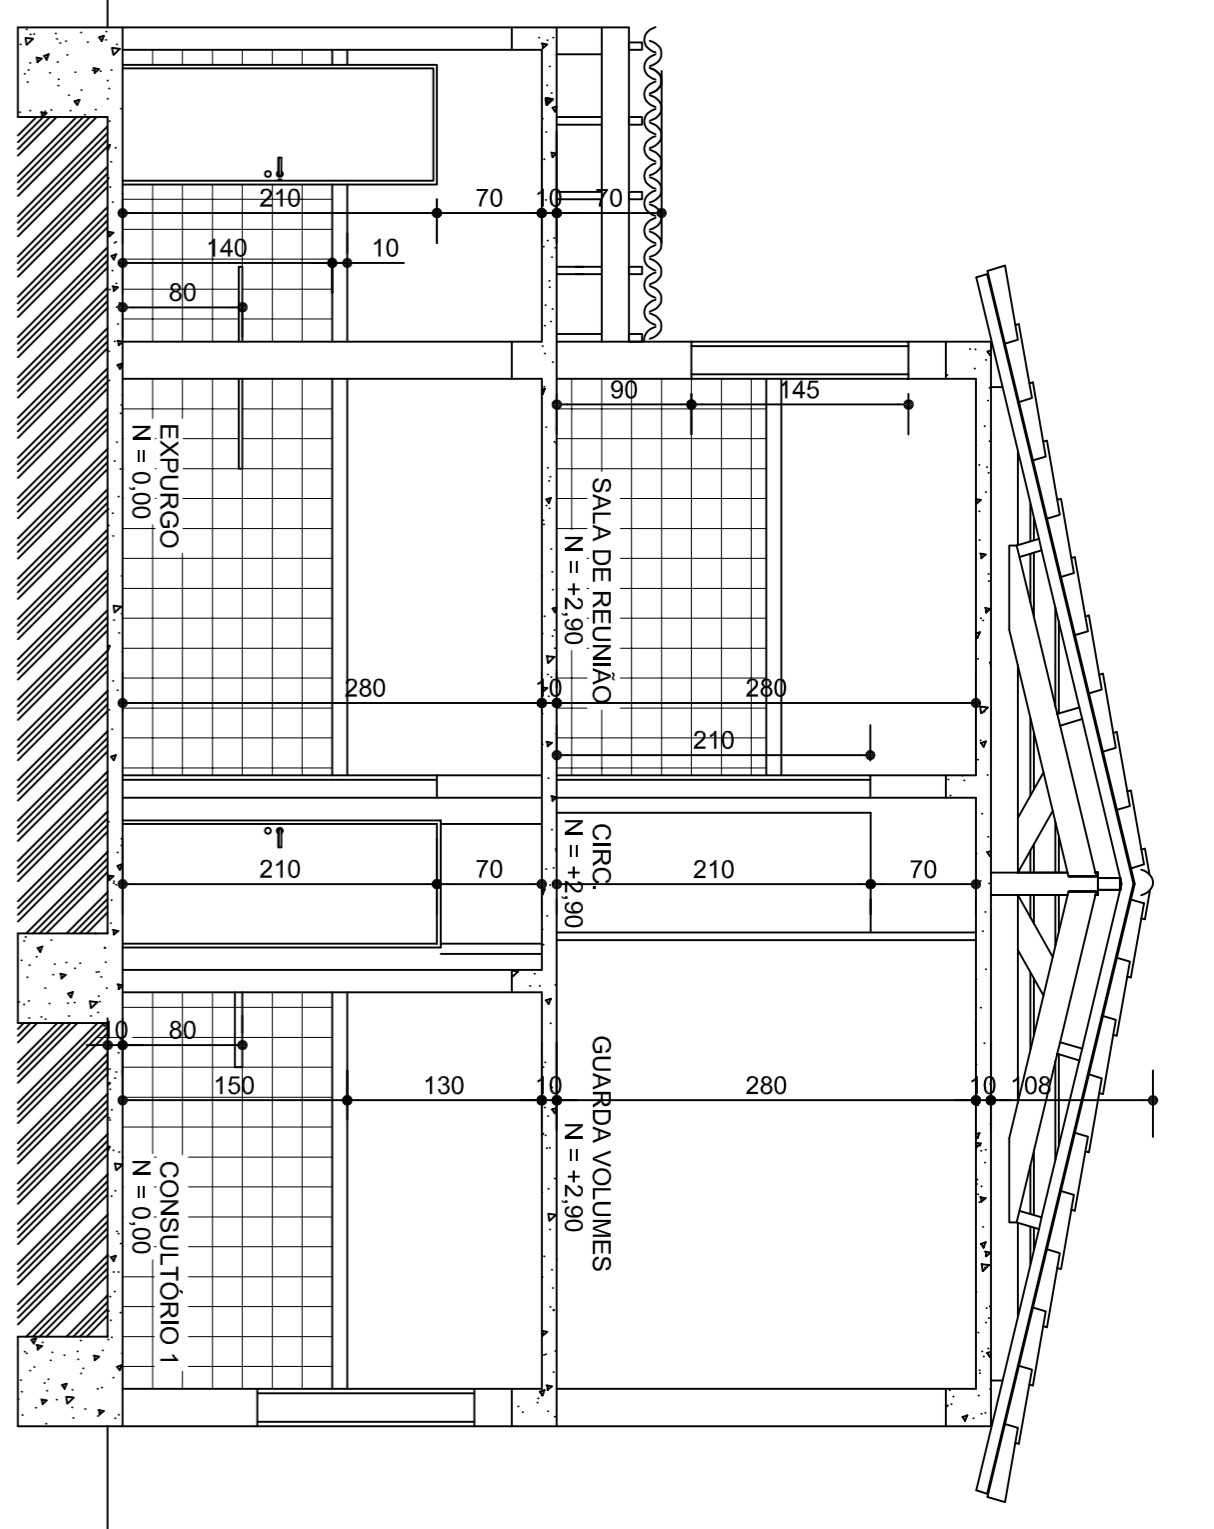 210
70
10
70
140
10
80
90
145
EXPURGO
N = 0,00
SALA DE REUNIÃO
N = +2,90
280
10
280
210
CIRC.
N = +2,90
210
70
210
70
10
80
150
130
10
280
10
108
GUARDA VOLUMES
N = +2,90
CONSULTÓRIO 1
N = 0,00